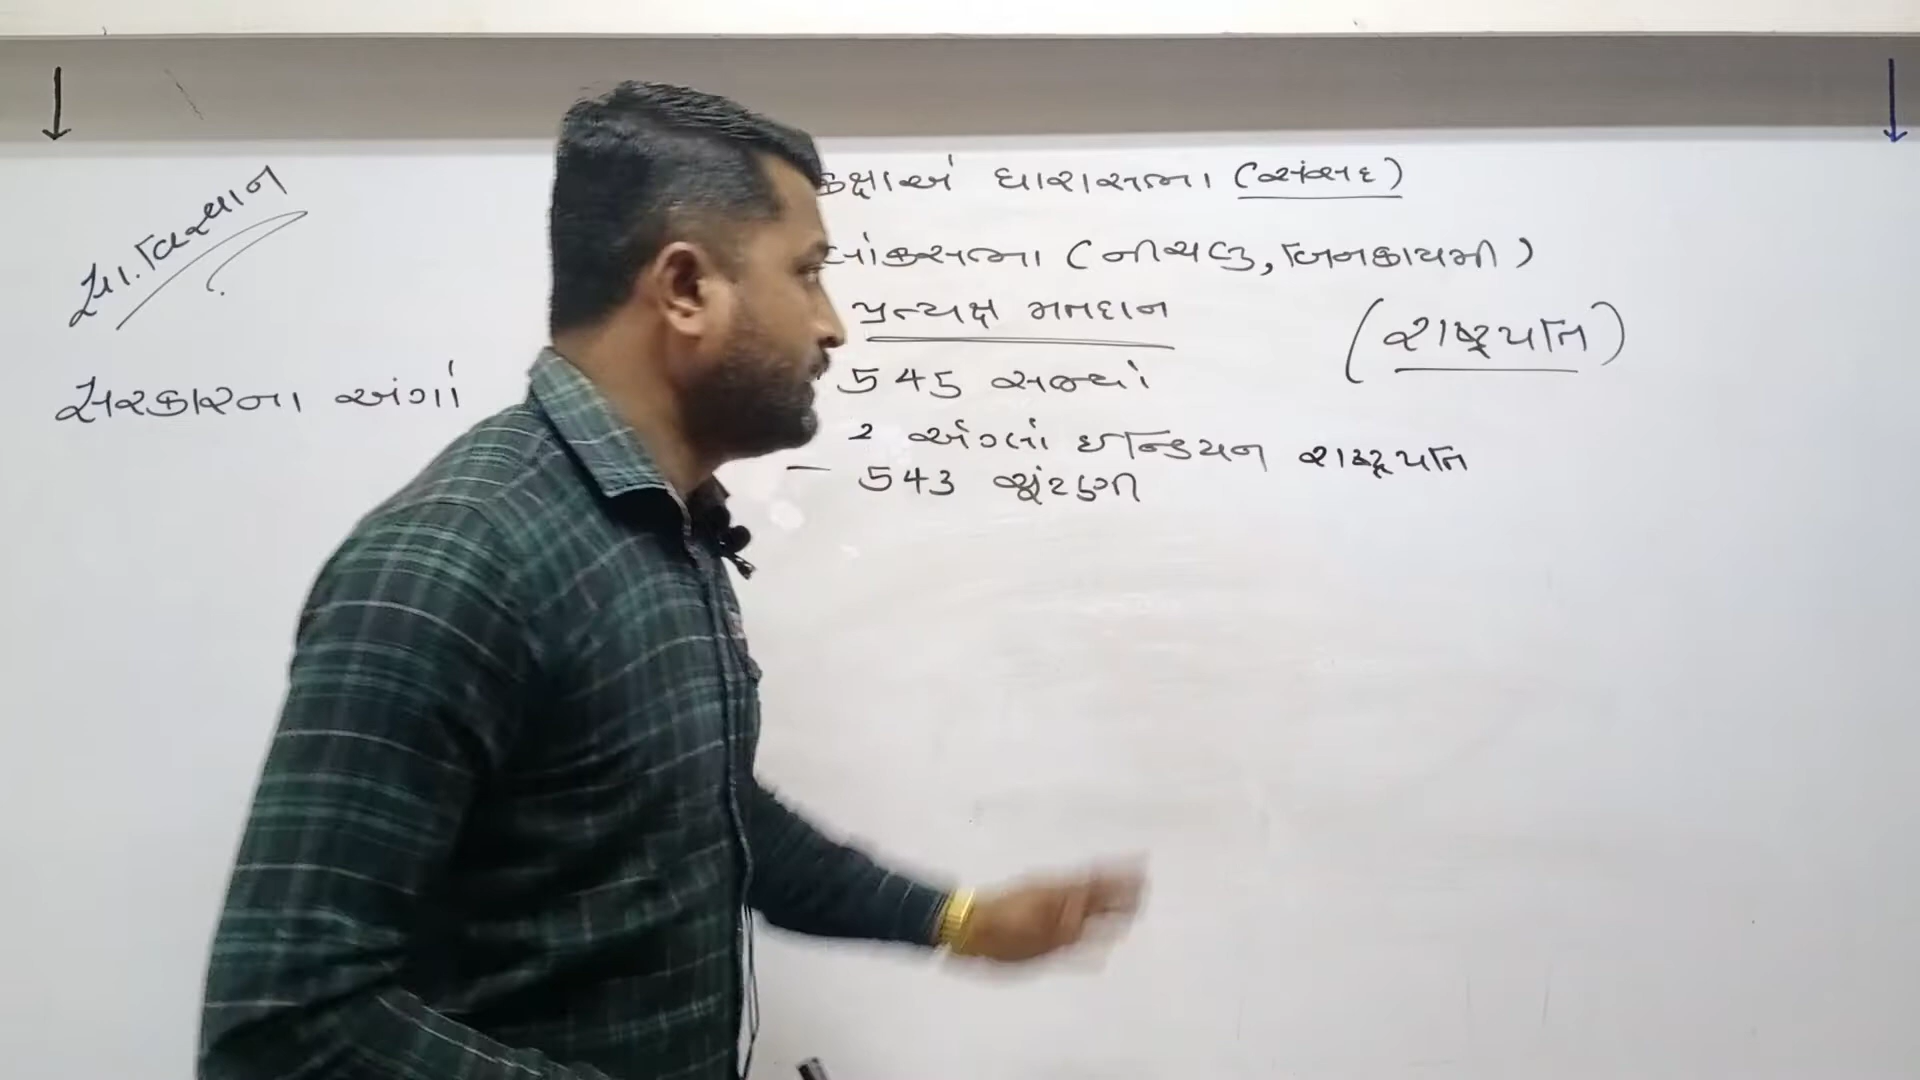 સા. વિજ્ઞાન
સરકારના અંગો
કક્ષાએ ધારાસભા (સંસદ)
લોકસભા (નીચલુ, બિનકાયમી)
પ્રત્યક્ષ મતદાન
(રાષ્ટ્રપતિ)
545 સભ્યો
2 એંગ્લો ઇન્ડિયન રાષ્ટ્રપતિ
– 543 ચૂંટણી